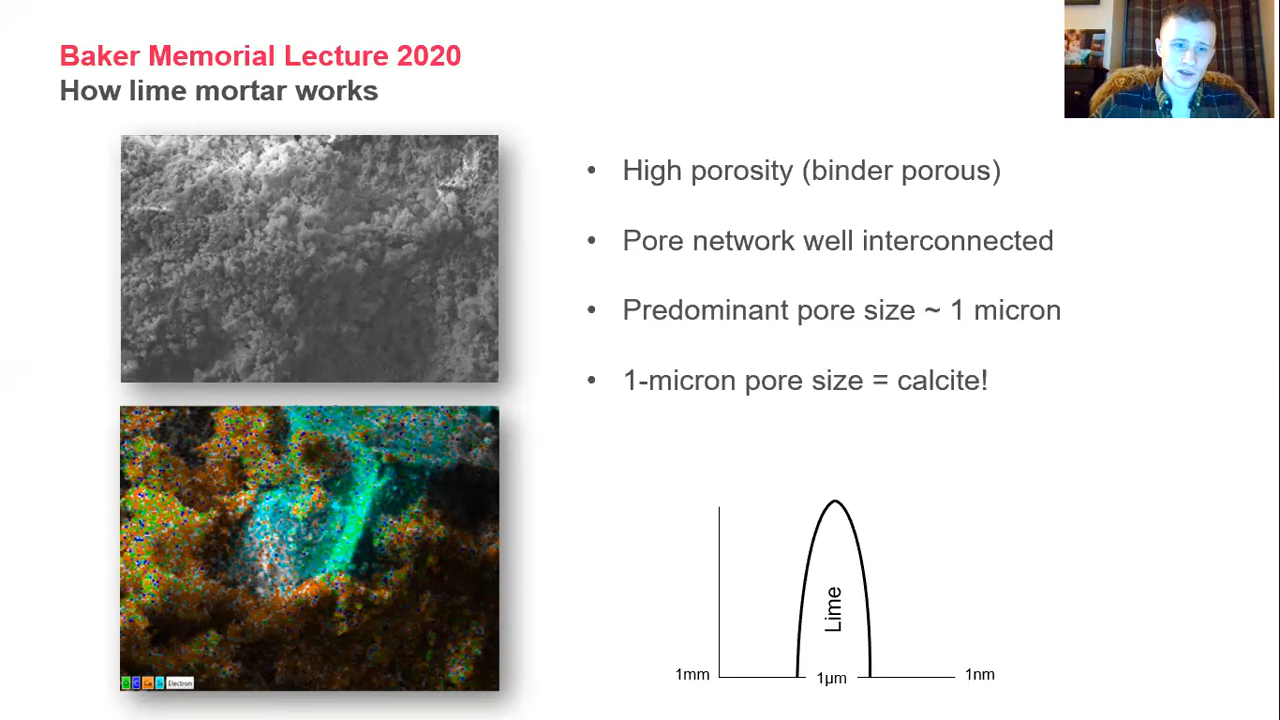 Baker Memorial Lecture 2020
How lime mortar works
• High porosity (binder porous)
• Pore network well interconnected
• Predominant pore size ~ 1 micron
• 1-micron pore size = calcite!
Lime
1mm
1μm
1nm
Electron